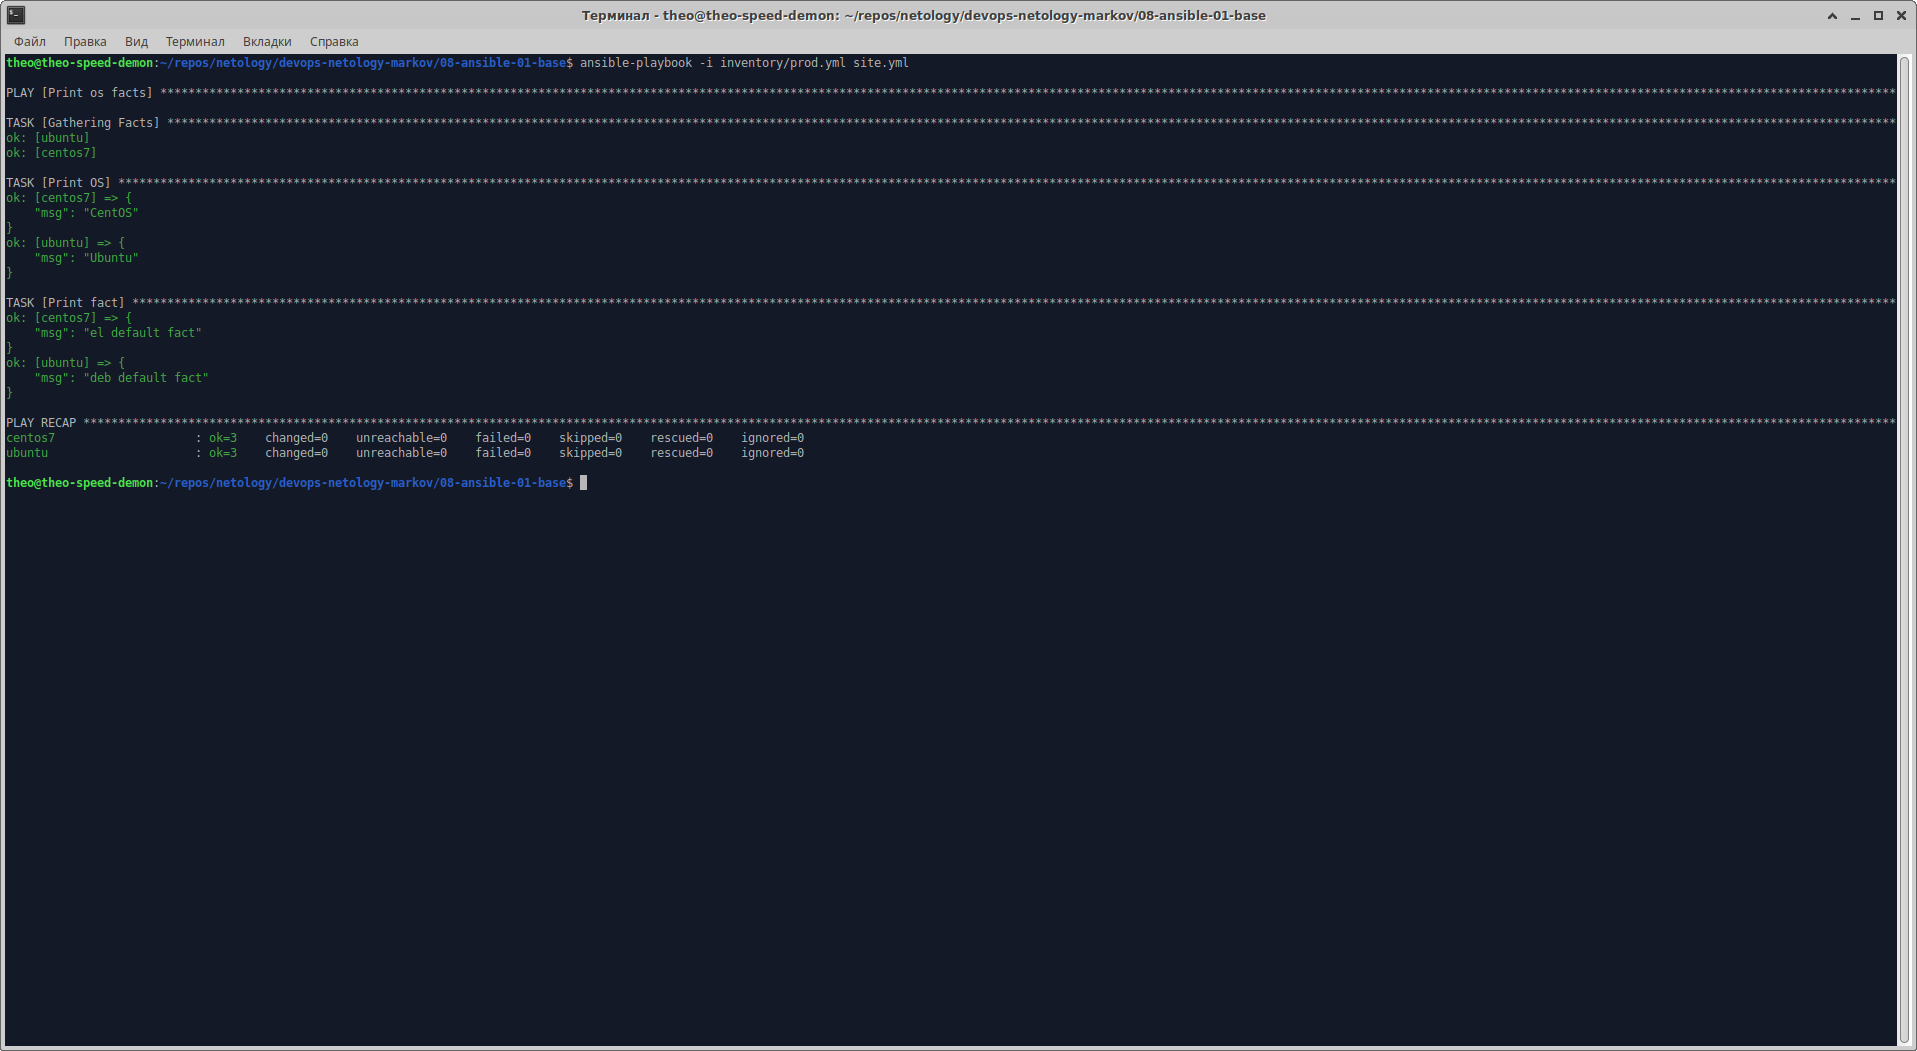 Терминал - theo@theo-speed-demon: ~/repos/netology/devops-netology-markov/08-ansible-01-base
Файл Правка Вид Терминал Вкладки Справка
theo@theo-speed-demon:~/repos/netology/devops-netology-markov/08-ansible-01-base$ ansible-playbook -i inventory/prod.yml site.yml
PLAY [Print os facts] ****************************************************************************************************************************************************************************************************************************************************
TASK [Gathering Facts] ***************************************************************************************************************************************************************************************************************************************************
ok: [ubuntu]
ok: [centos7]
TASK [Print OS] **********************************************************************************************************************************************************************************************************************************************************
ok: [centos7] => {
    "msg": "CentOS"
}
ok: [ubuntu] => {
    "msg": "Ubuntu"
}
TASK [Print fact] ********************************************************************************************************************************************************************************************************************************************************
ok: [centos7] => {
    "msg": "el default fact"
}
ok: [ubuntu] => {
    "msg": "deb default fact"
}
PLAY RECAP ***************************************************************************************************************************************************************************************************************************************************************
centos7                    : ok=3    changed=0    unreachable=0    failed=0    skipped=0    rescued=0    ignored=0
ubuntu                     : ok=3    changed=0    unreachable=0    failed=0    skipped=0    rescued=0    ignored=0
theo@theo-speed-demon:~/repos/netology/devops-netology-markov/08-ansible-01-base$